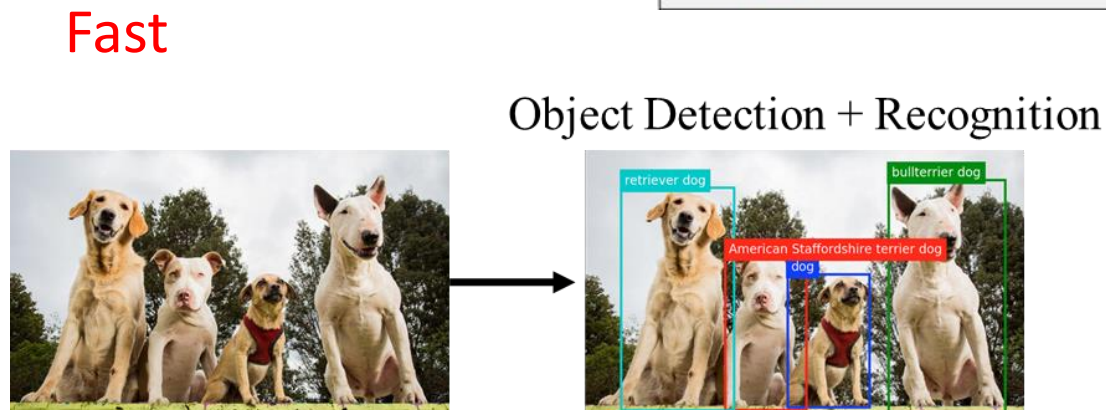 Fast
Object Detection + Recognition
retriever dog
bullterrier dog
American Staffordshire terrier dog
dog